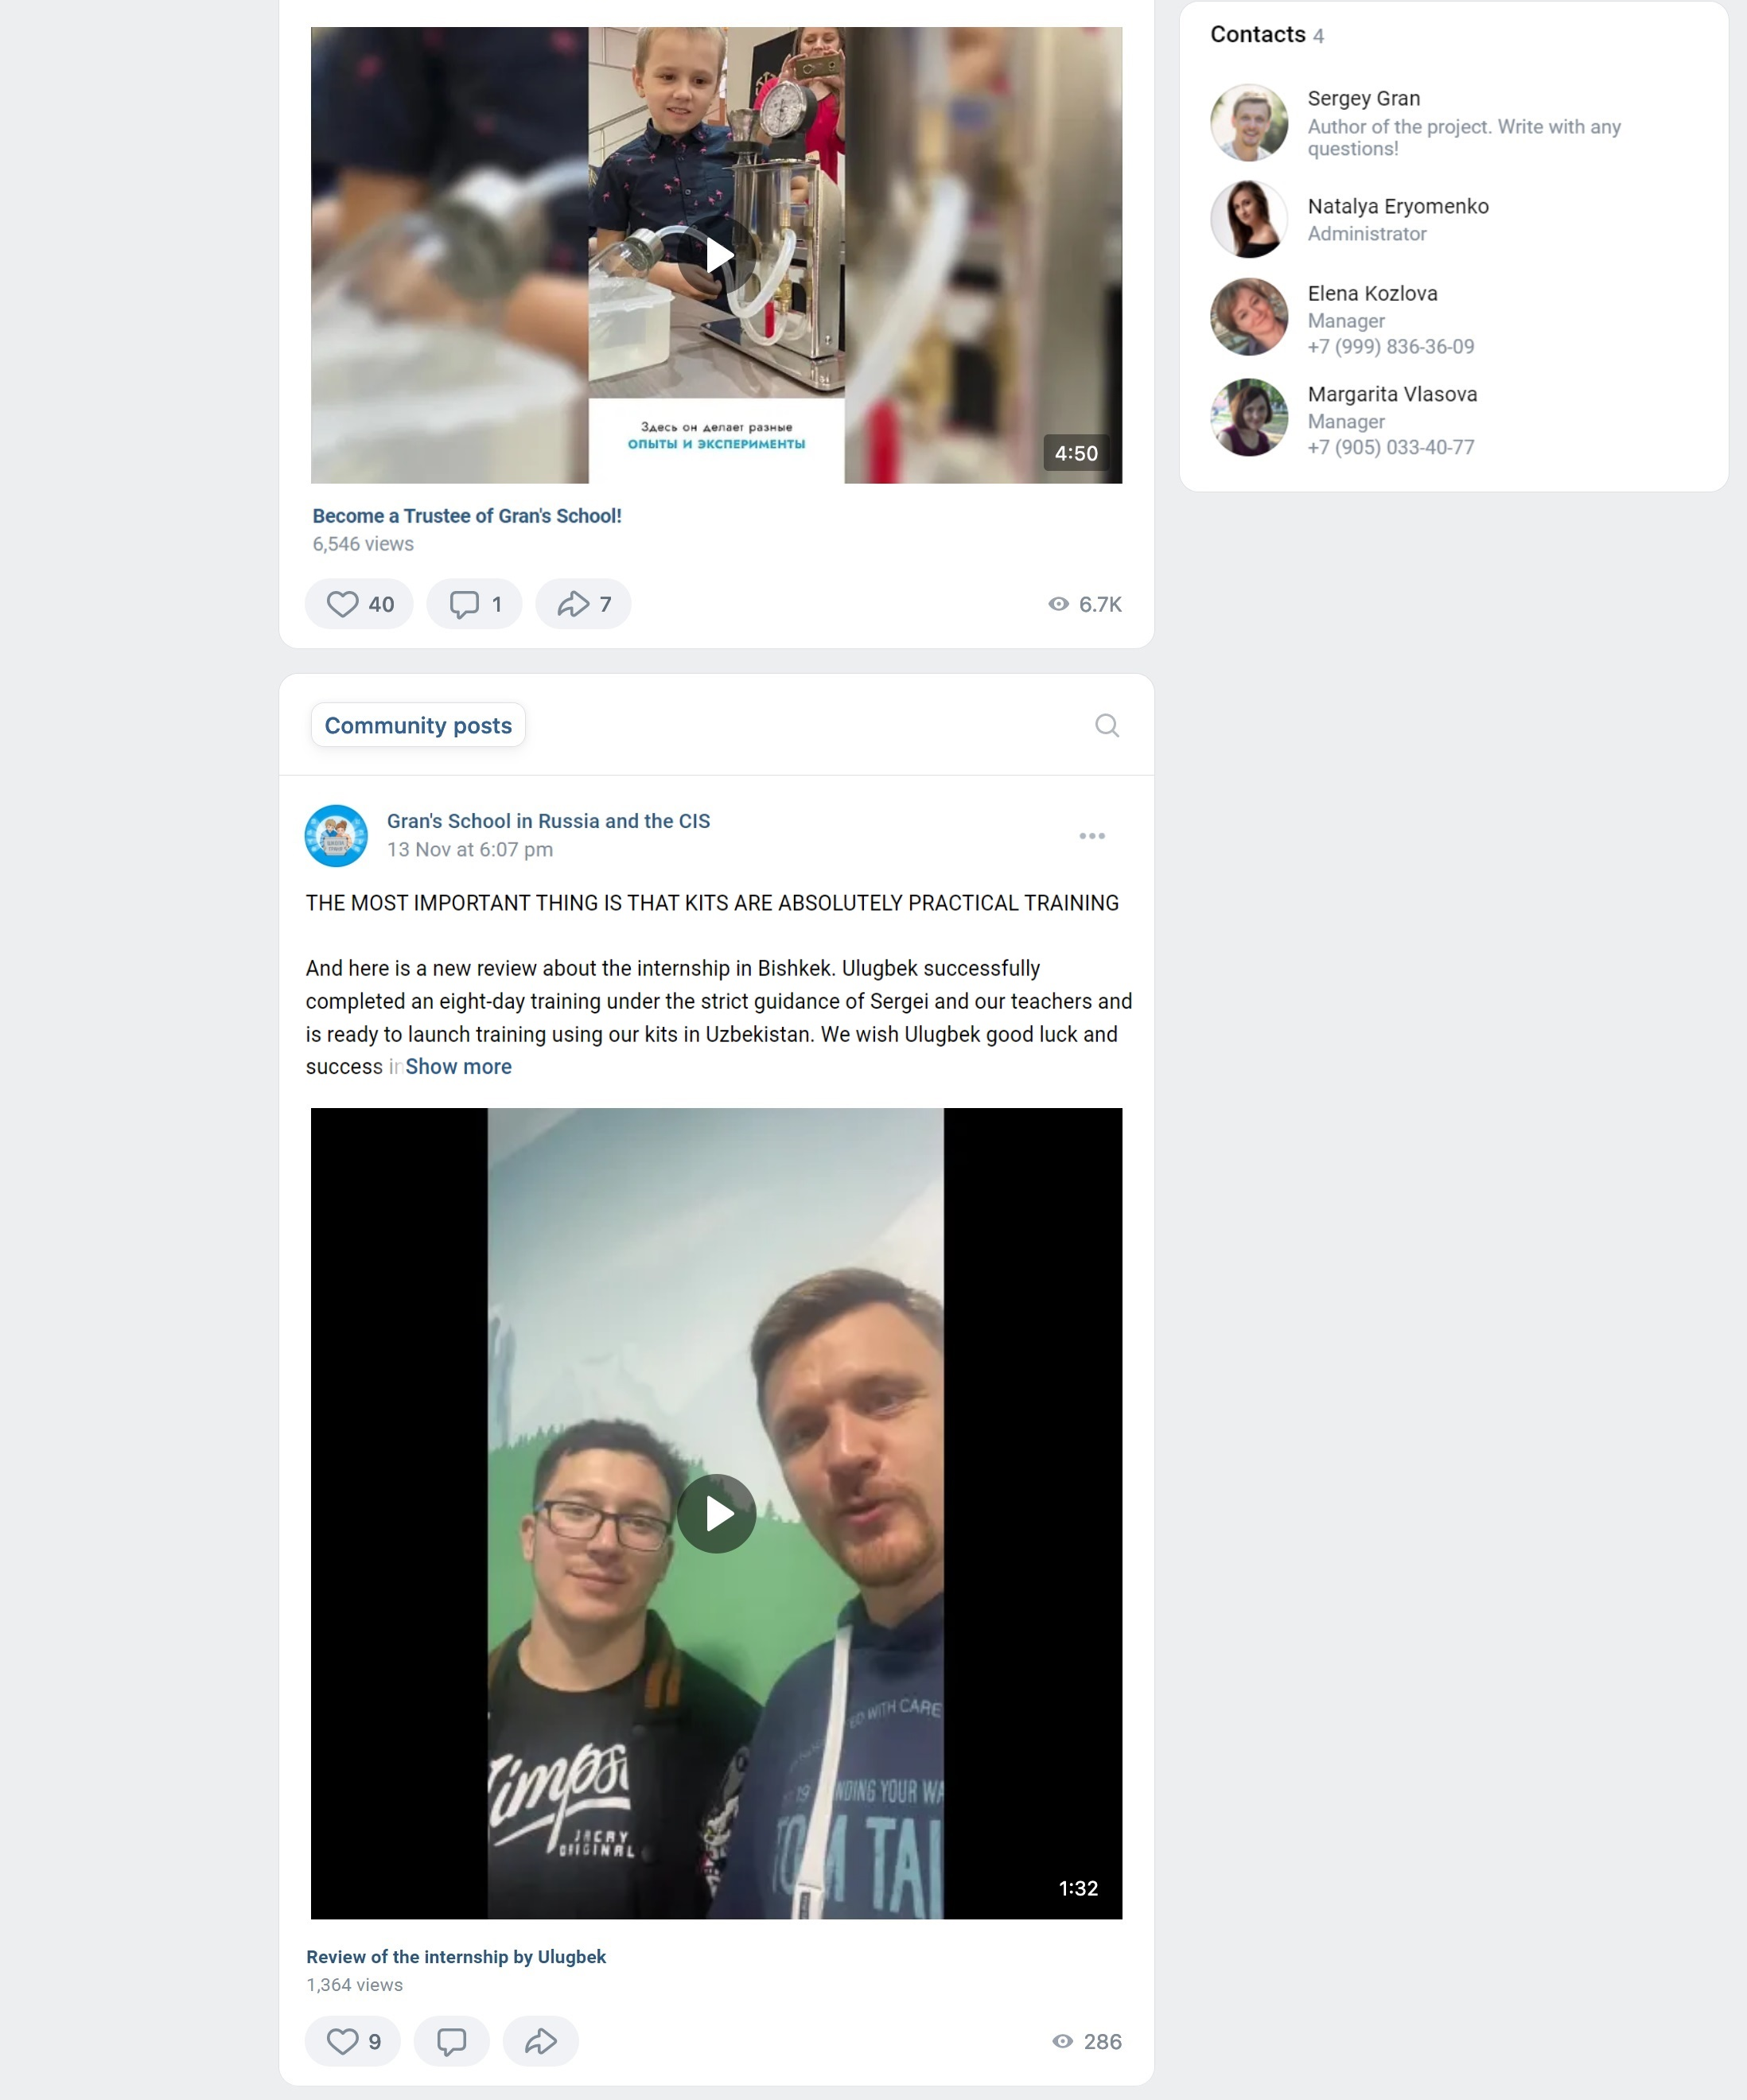 Здесь он делает разные
ОПЫТЫ И ЭКСПЕРИМЕНТЫ
4:50
Become a Trustee of Gran's School!
6,546 views
40
1
7
6.7K
Contacts 4
Sergey Gran
Author of the project. Write with any
questions!
Natalya Eryomenko
Administrator
Elena Kozlova
Manager
+7 (999) 836-36-09
Margarita Vlasova
Manager
+7 (905) 033-40-77
Community posts
Gran's School in Russia and the CIS
13 Nov at 6:07 pm
THE MOST IMPORTANT THING IS THAT KITS ARE ABSOLUTELY PRACTICAL TRAINING
And here is a new review about the internship in Bishkek. Ulugbek successfully
completed an eight-day training under the strict guidance of Sergei and our teachers and
is ready to launch training using our kits in Uzbekistan. We wish Ulugbek good luck and
success in Show more
WITH CARE
YOUR
ORIGINAL
1:32
Review of the internship by Ulugbek
1,364 views
9
286